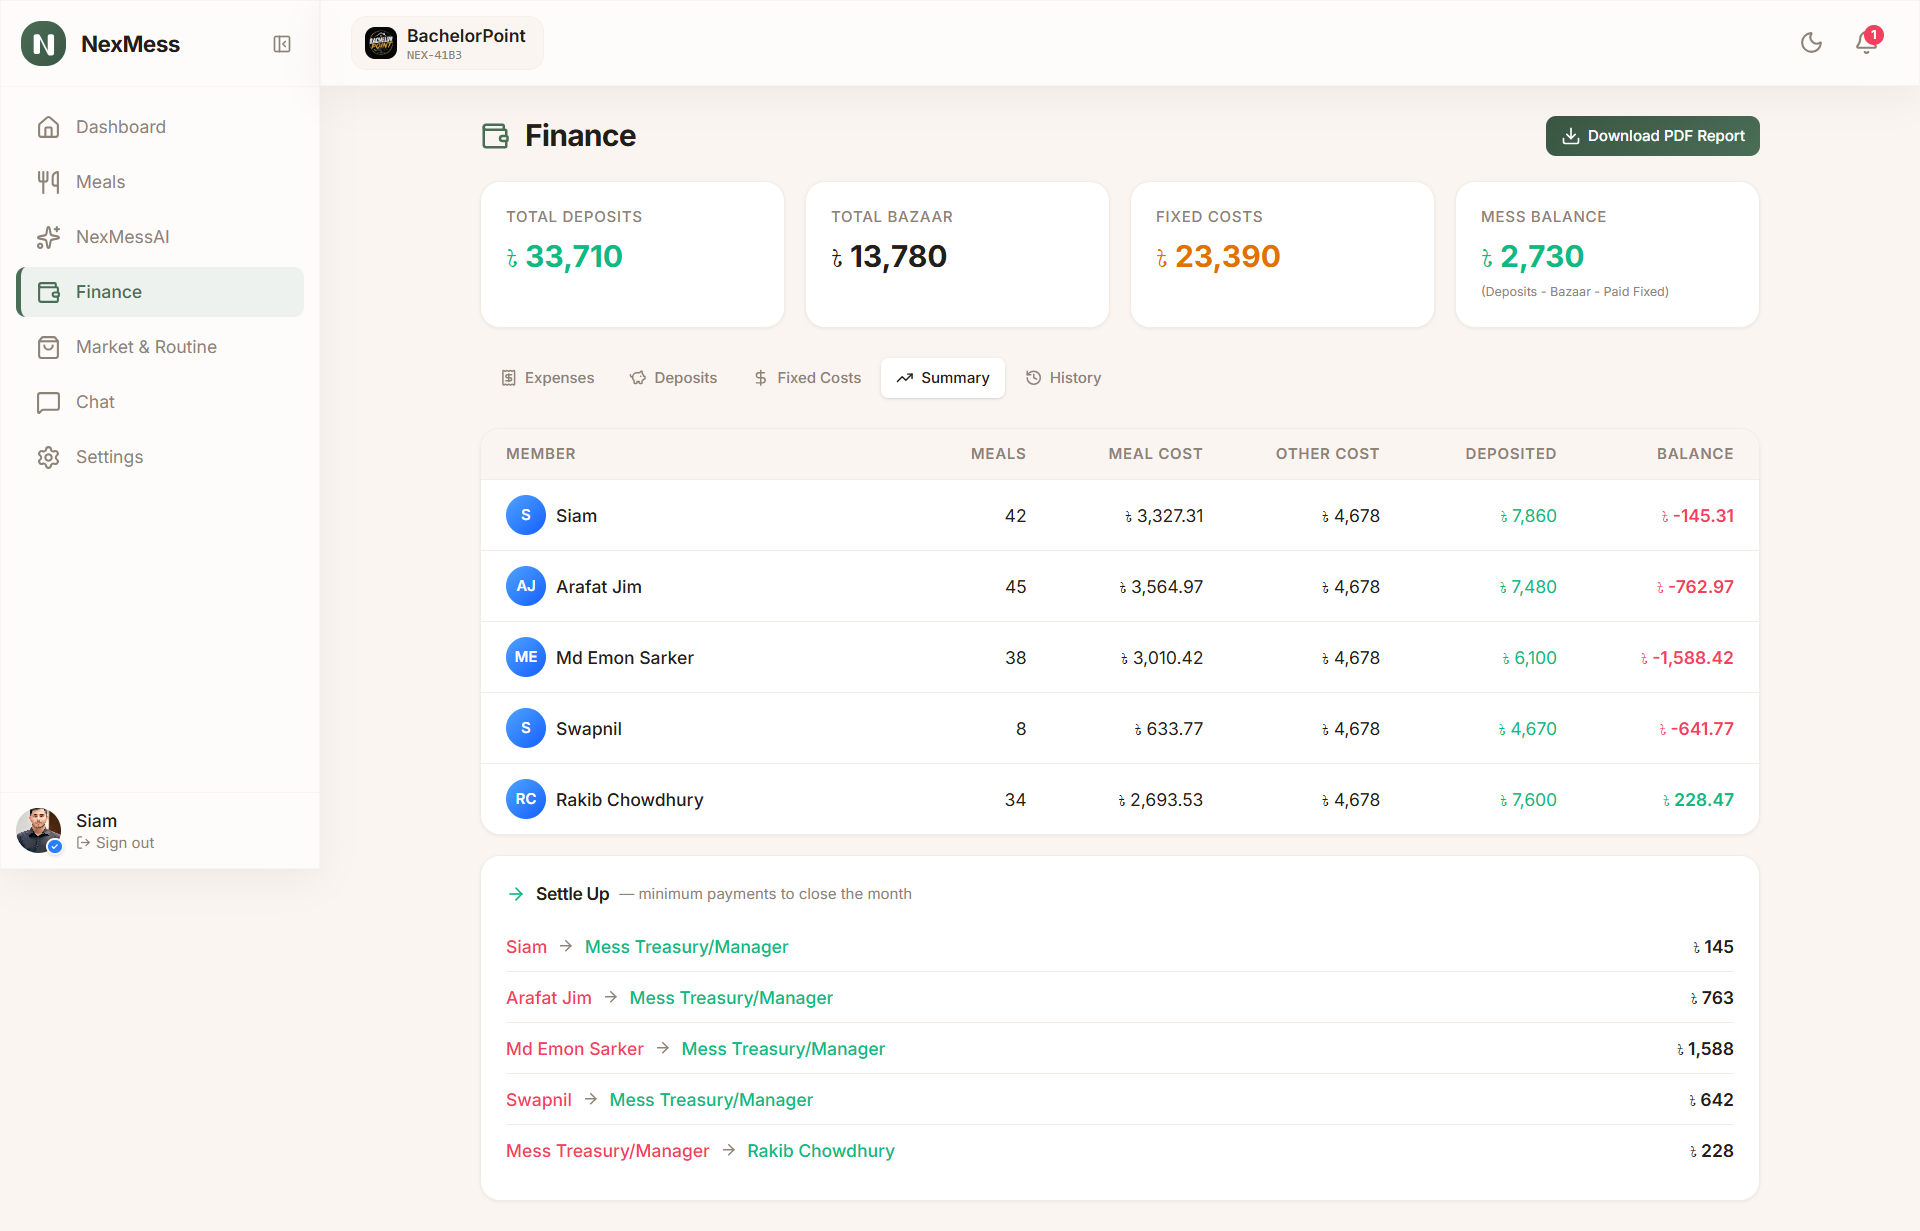 N NexMess
BACHELOR POINT BachelorPoint
NEX-41B3
1
Dashboard
Meals
NexMessAI
Finance
Market & Routine
Chat
Settings
Siam
Sign out
Finance
Download PDF Report
TOTAL DEPOSITS
৳ 33,710
TOTAL BAZAAR
৳ 13,780
FIXED COSTS
৳ 23,390
MESS BALANCE
৳ 2,730
(Deposits - Bazaar - Paid Fixed)
Expenses Deposits Fixed Costs Summary History
MEMBER MEALS MEAL COST OTHER COST DEPOSITED BALANCE
S Siam 42 ৳ 3,327.31 ৳ 4,678 ৳ 7,860 ৳ -145.31
AJ Arafat Jim 45 ৳ 3,564.97 ৳ 4,678 ৳ 7,480 ৳ -762.97
ME Md Emon Sarker 38 ৳ 3,010.42 ৳ 4,678 ৳ 6,100 ৳ -1,588.42
S Swapnil 8 ৳ 633.77 ৳ 4,678 ৳ 4,670 ৳ -641.77
RC Rakib Chowdhury 34 ৳ 2,693.53 ৳ 4,678 ৳ 7,600 ৳ 228.47
→ Settle Up — minimum payments to close the month
Siam → Mess Treasury/Manager ৳ 145
Arafat Jim → Mess Treasury/Manager ৳ 763
Md Emon Sarker → Mess Treasury/Manager ৳ 1,588
Swapnil → Mess Treasury/Manager ৳ 642
Mess Treasury/Manager → Rakib Chowdhury ৳ 228